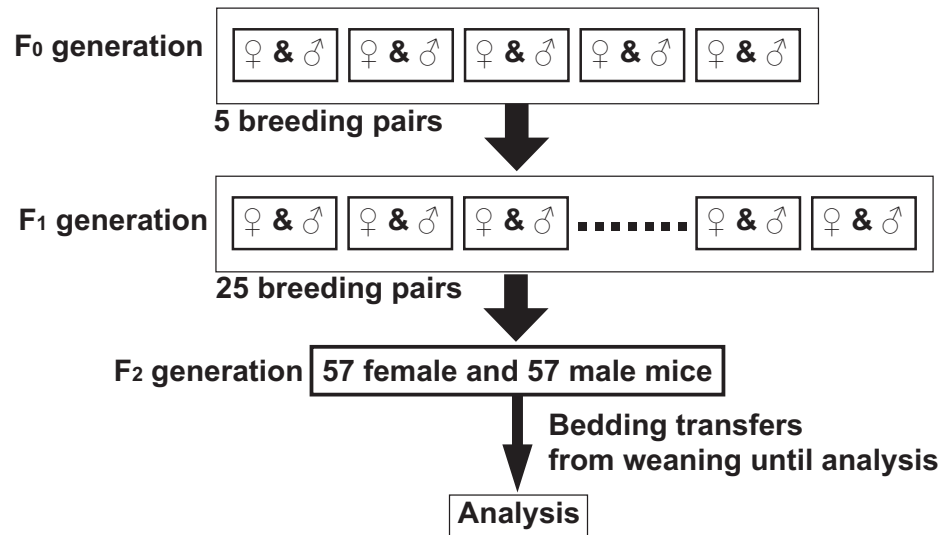 F0 generation
♀ & ♂ ♀ & ♂ ♀ & ♂ ♀ & ♂ ♀ & ♂
5 breeding pairs
F1 generation
♀ & ♂ ♀ & ♂ ♀ & ♂ ........ ♀ & ♂ ♀ & ♂
25 breeding pairs
F2 generation 57 female and 57 male mice
Bedding transfers
from weaning until analysis
Analysis